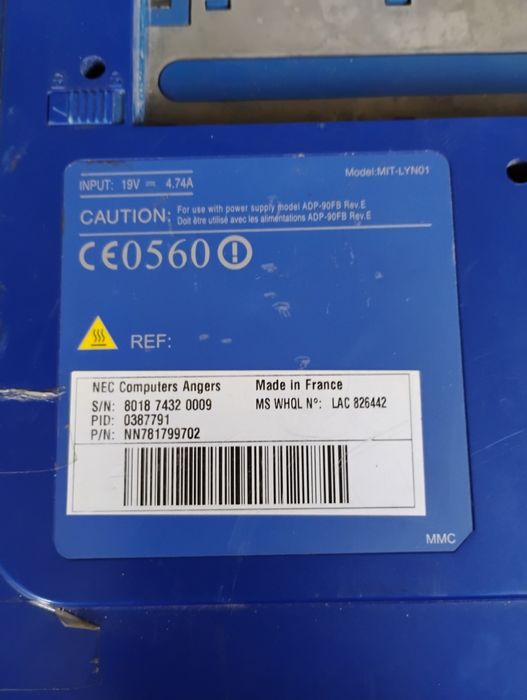 INPUT: 19V ⎓ 4.74A
Model:MIT-LYN01
CAUTION: For use with power supply model ADP-90FB Rev.E
Doit être utilisé avec les alimentations ADP-90FB Rev.E
CE0560
REF:
NEC Computers Angers Made in France
S/N: 8018 7432 0009 MS WHQL N°: LAC 826442
PID: 0387791
P/N: NN781799702
MMC